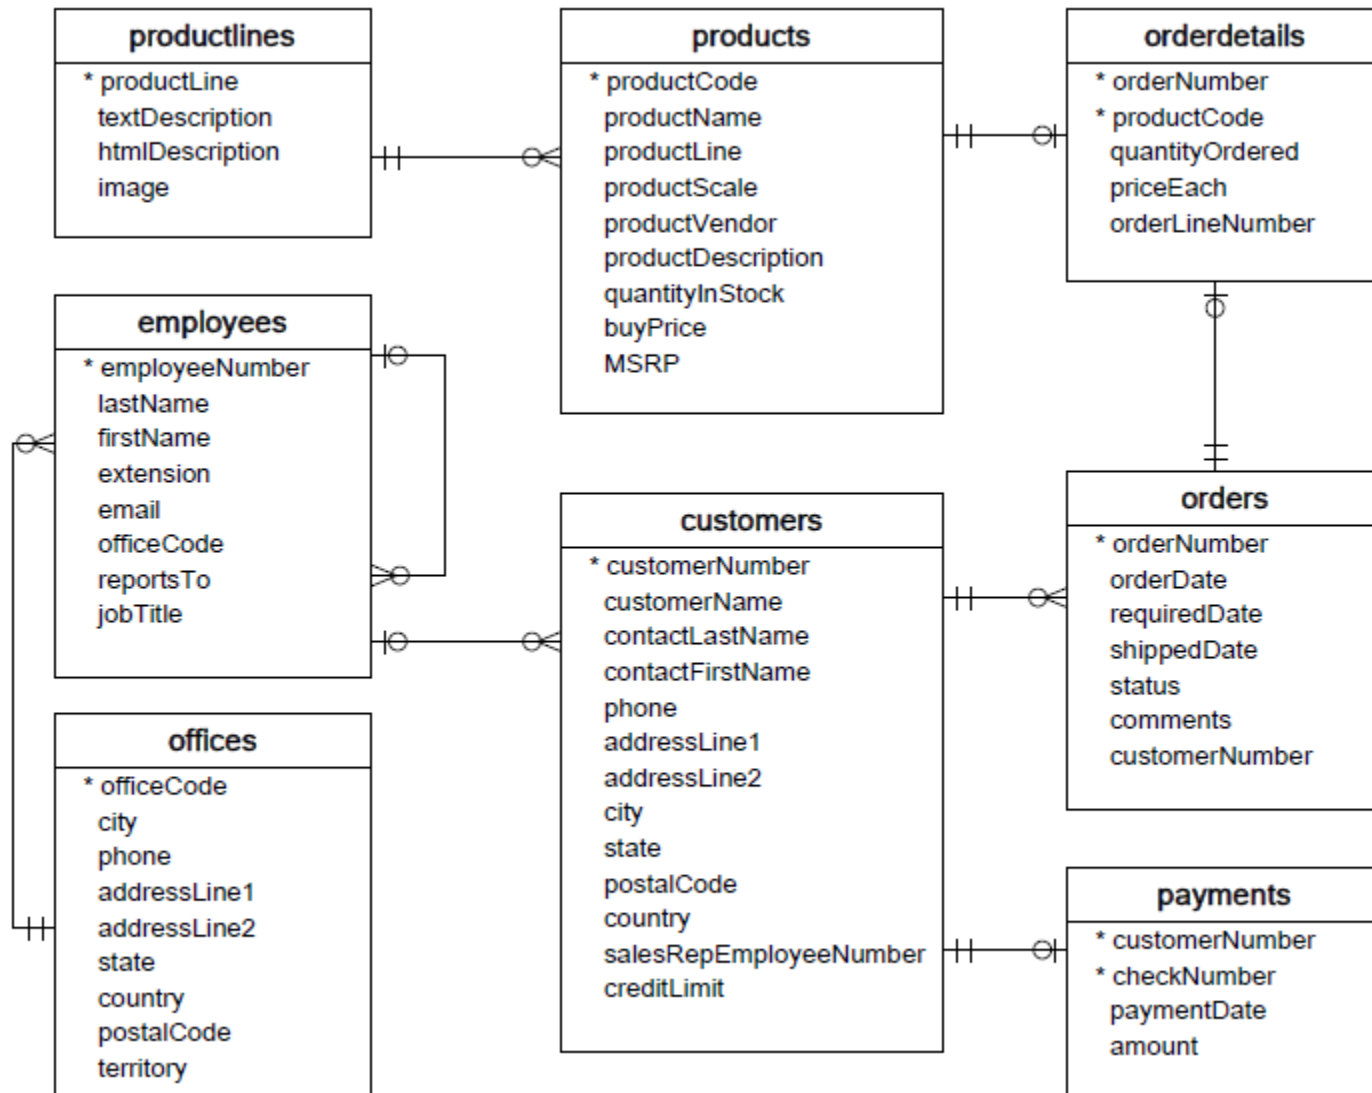 productlines
* productLine
textDescription
htmlDescription
image
products
* productCode
productName
productLine
productScale
productVendor
productDescription
quantityInStock
buyPrice
MSRP
orderdetails
* orderNumber
* productCode
quantityOrdered
priceEach
orderLineNumber
employees
* employeeNumber
lastName
firstName
extension
email
officeCode
reportsTo
jobTitle
customers
* customerNumber
customerName
contactLastName
contactFirstName
phone
addressLine1
addressLine2
city
state
postalCode
country
salesRepEmployeeNumber
creditLimit
orders
* orderNumber
orderDate
requiredDate
shippedDate
status
comments
customerNumber
offices
* officeCode
city
phone
addressLine1
addressLine2
state
country
postalCode
territory
payments
* customerNumber
* checkNumber
paymentDate
amount